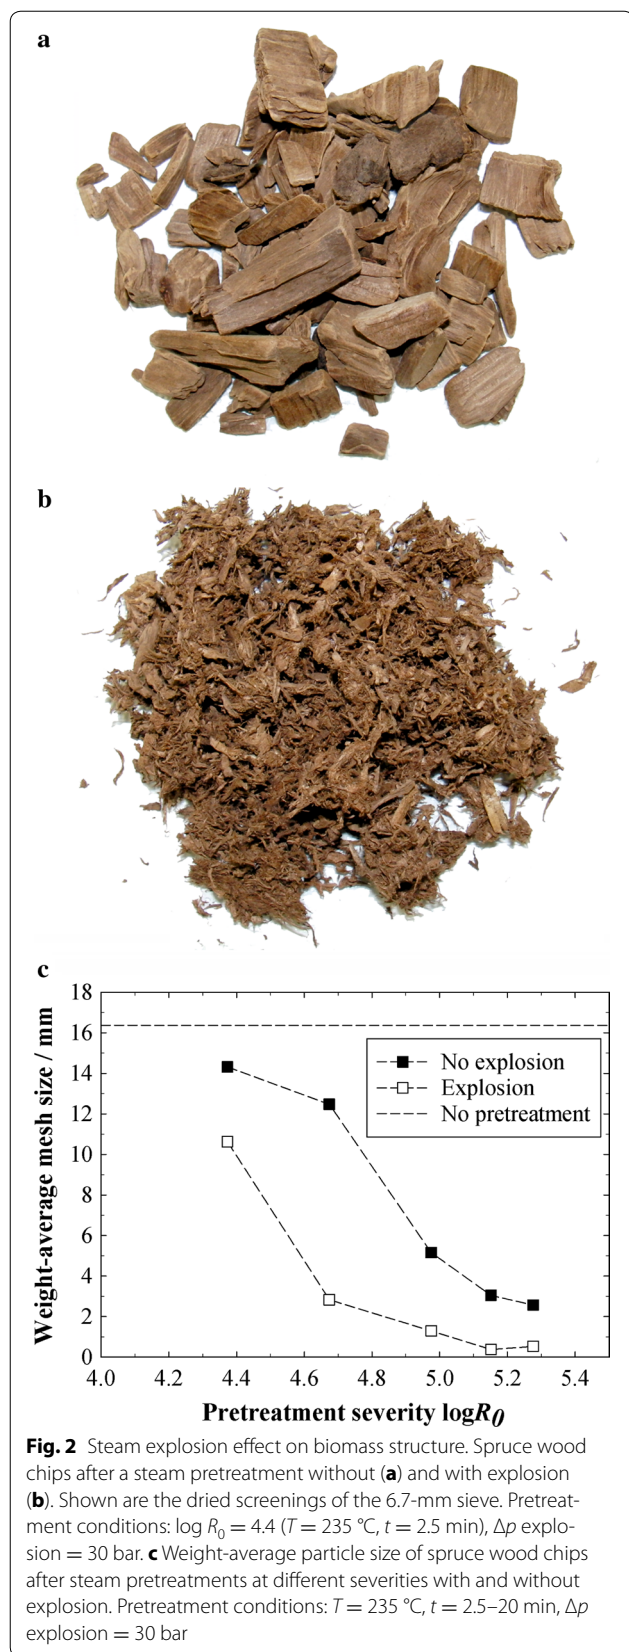 a
b
c
18
16
14
12
10
8
6
4
2
0
Weight-average mesh size / mm
No explosion
Explosion
No pretreatment
4.0 4.2 4.4 4.6 4.8 5.0 5.2 5.4
Pretreatment severity logR0
Fig. 2 Steam explosion effect on biomass structure. Spruce wood
chips after a steam pretreatment without (a) and with explosion
(b). Shown are the dried screenings of the 6.7-mm sieve. Pretreat-
ment conditions: log R0 = 4.4 (T = 235 °C, t = 2.5 min), Δp explo-
sion = 30 bar. c Weight-average particle size of spruce wood chips
after steam pretreatments at different severities with and without
explosion. Pretreatment conditions: T = 235 °C, t = 2.5–20 min, Δp
explosion = 30 bar